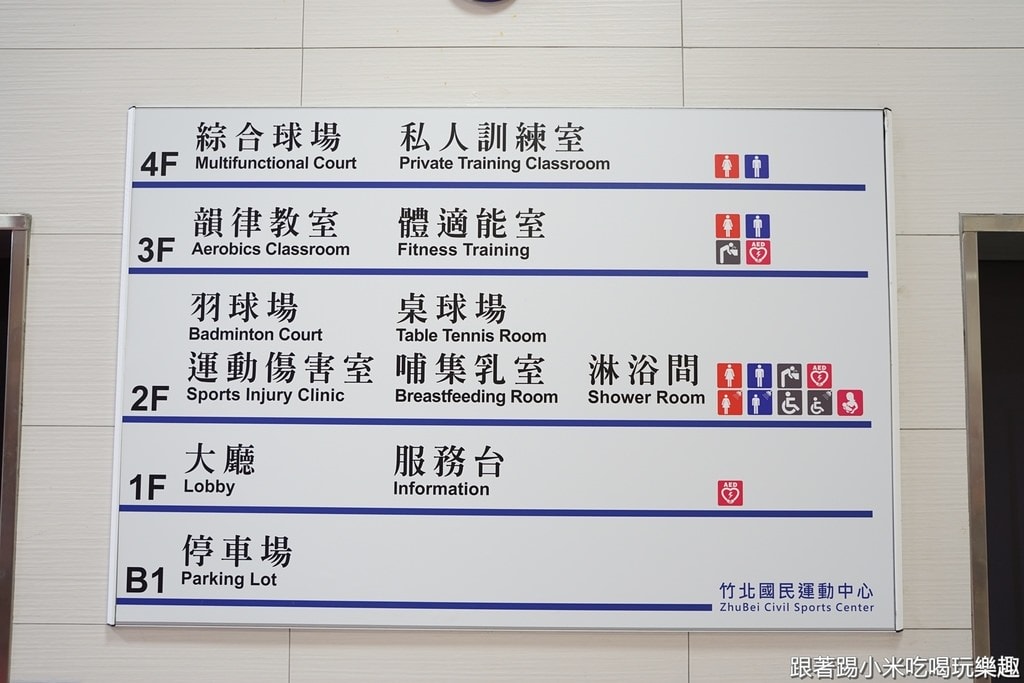 綜合球場 私人訓練室
4F Multifunctional Court Private Training Classroom
韻律教室 體適能室
3F Aerobics Classroom Fitness Training
AED
羽球場 桌球場
Badminton Court Table Tennis Room
運動傷害室 哺集乳室 淋浴間
2F Sports Injury Clinic Breastfeeding Room Shower Room
AED
大廳 服務台
1F Lobby Information
AED
停車場
B1 Parking Lot
竹北國民運動中心
ZhuBei Civil Sports Center
跟著踢小米吃喝玩樂趣